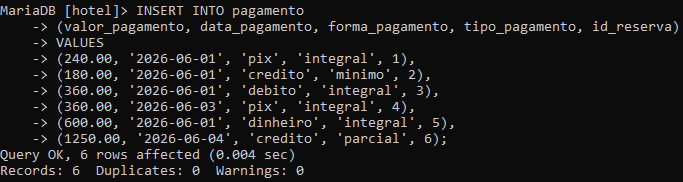 MariaDB [hotel]> INSERT INTO pagamento
    -> (valor_pagamento, data_pagamento, forma_pagamento, tipo_pagamento, id_reserva)
    -> VALUES
    -> (240.00, '2026-06-01', 'pix', 'integral', 1),
    -> (180.00, '2026-06-01', 'credito', 'minimo', 2),
    -> (360.00, '2026-06-01', 'debito', 'integral', 3),
    -> (360.00, '2026-06-03', 'pix', 'integral', 4),
    -> (600.00, '2026-06-01', 'dinheiro', 'integral', 5),
    -> (1250.00, '2026-06-04', 'credito', 'parcial', 6);
Query OK, 6 rows affected (0.004 sec)
Records: 6  Duplicates: 0  Warnings: 0